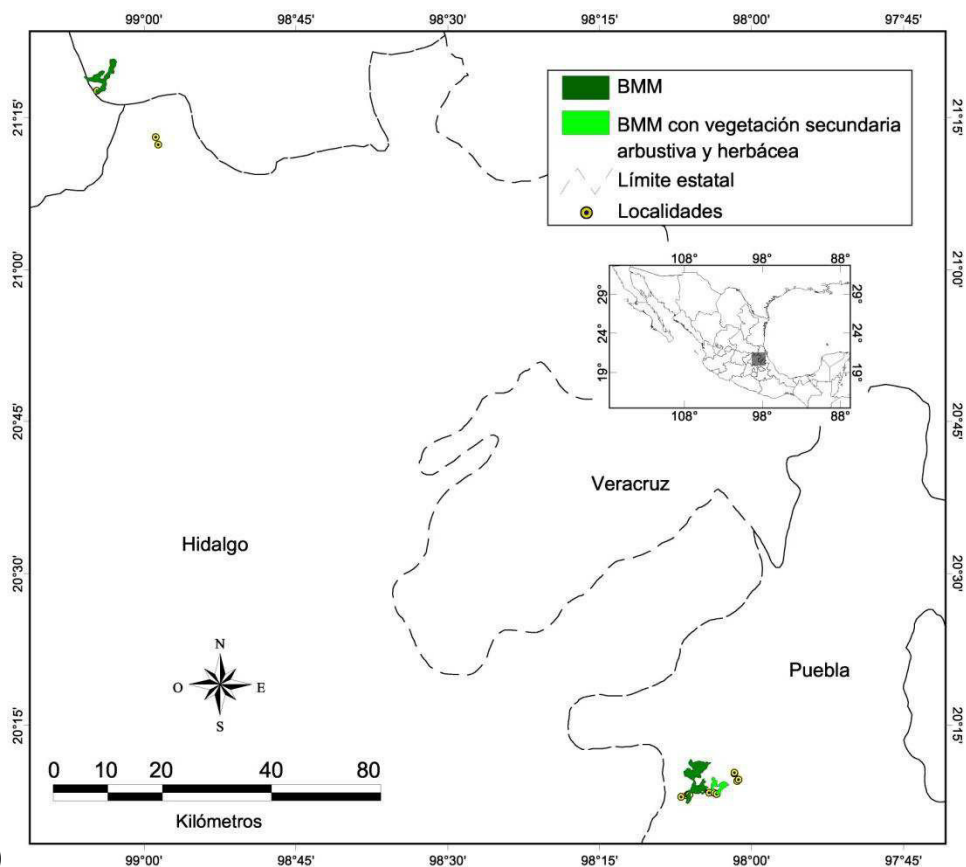 99°00' 98°45' 98°30' 98°15' 98°00' 97°45'
21°15' 21°15'
BMM
BMM con vegetación secundaria
arbustiva y herbácea
Límite estatal
Localidades
21°00' 21°00'
108° 98° 88°
29° 29°
24° 24°
19° 19°
108° 98° 88°
20°45' 20°45'
Veracruz
Hidalgo
20°30' 20°30'
N
O E
S
Puebla
20°15' 20°15'
0 10 20 40 80
Kilómetros
99°00' 98°45' 98°30' 98°15' 98°00' 97°45'